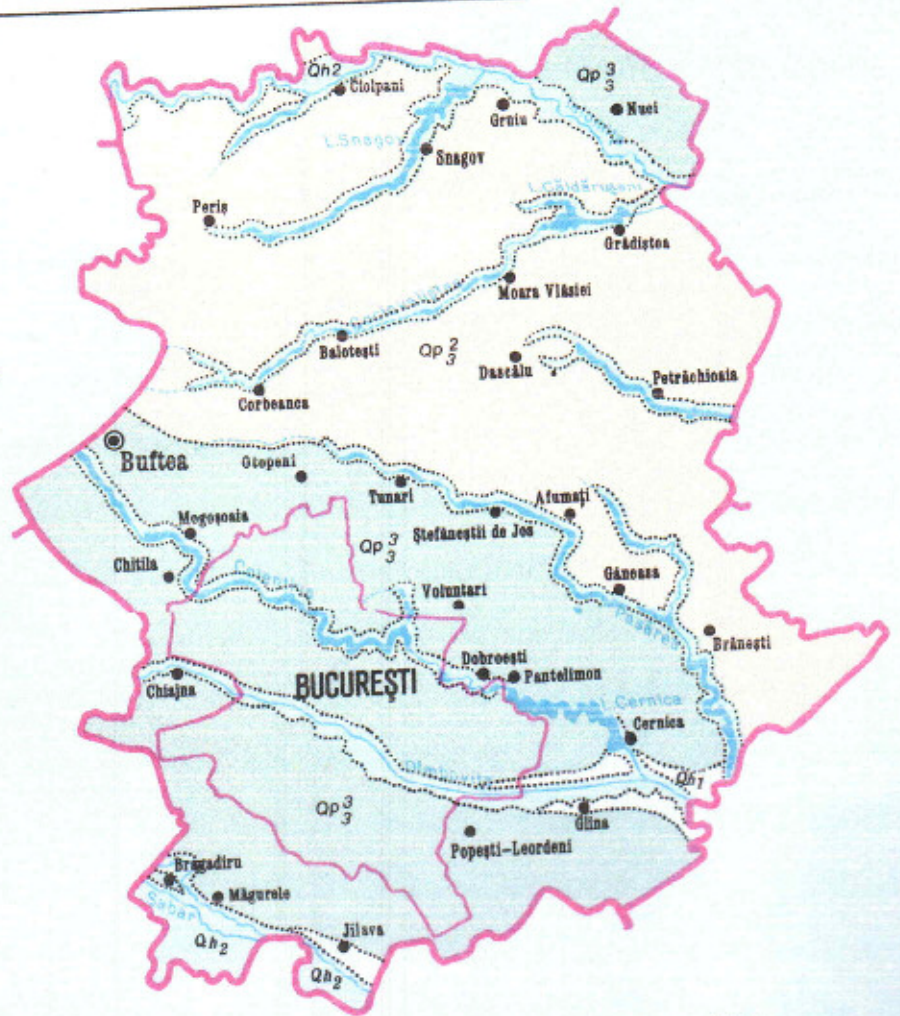 Qh2
Ciolpani
Qp 3 3
Nuci
Gruiu
L.Snagov
Snagov
L.Căldărușani
Periș
Grădiștea
Moara Vlăsiei
Balotești
Qp 2 3
Dascălu
Petrăchioaia
Corbeanca
Buftea
Otopeni
Tunari
Afumați
Ștefăneștii de Jos
Mogoșoaia
Qp 3 3
Chitila
Colentina
Voluntari
Găneasa
Pasărea
Brănești
Dobroești
Pantelimon
Chiajna
BUCUREȘTI
L.Cernica
Cernica
Dîmbovița
Qh1
Qp 3 3
Glina
Popești-Leordeni
Bragadiru
Măgurele
Sabar
Jilava
Qh2
Qh2